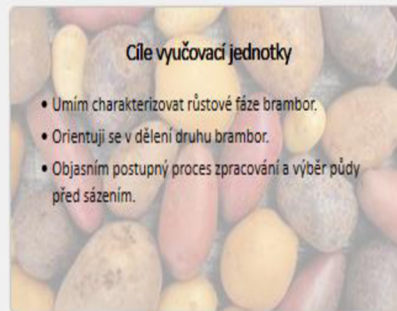 Cíle vyučovací jednotky
• Umím charakterizovat růstové fáze brambor.
• Orientuji se v dělení druhu brambor.
• Objasním postupný proces zpracování a výběr půdy
před sázením.